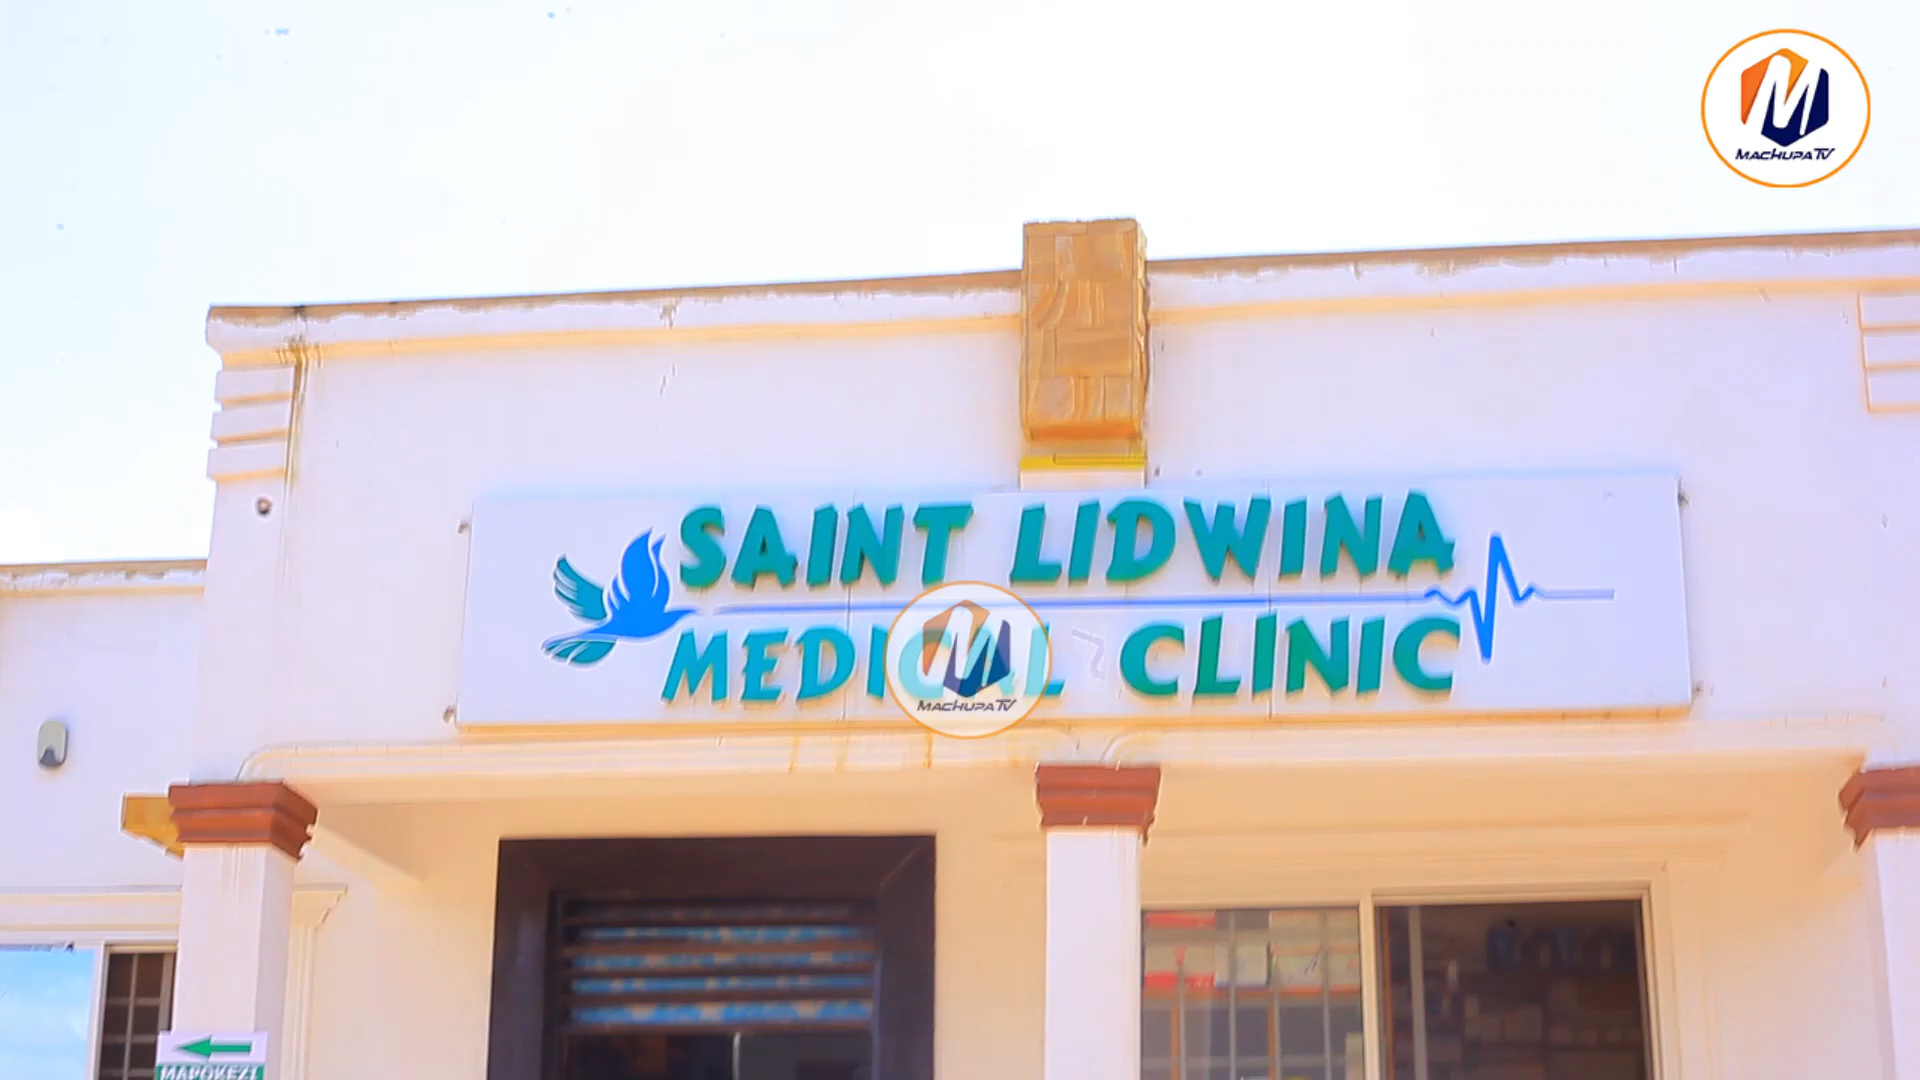 MACHUPA TV
SAINT LIDWINA
MEDICAL CLINIC
MACHUPA TV
MAPOKEZI